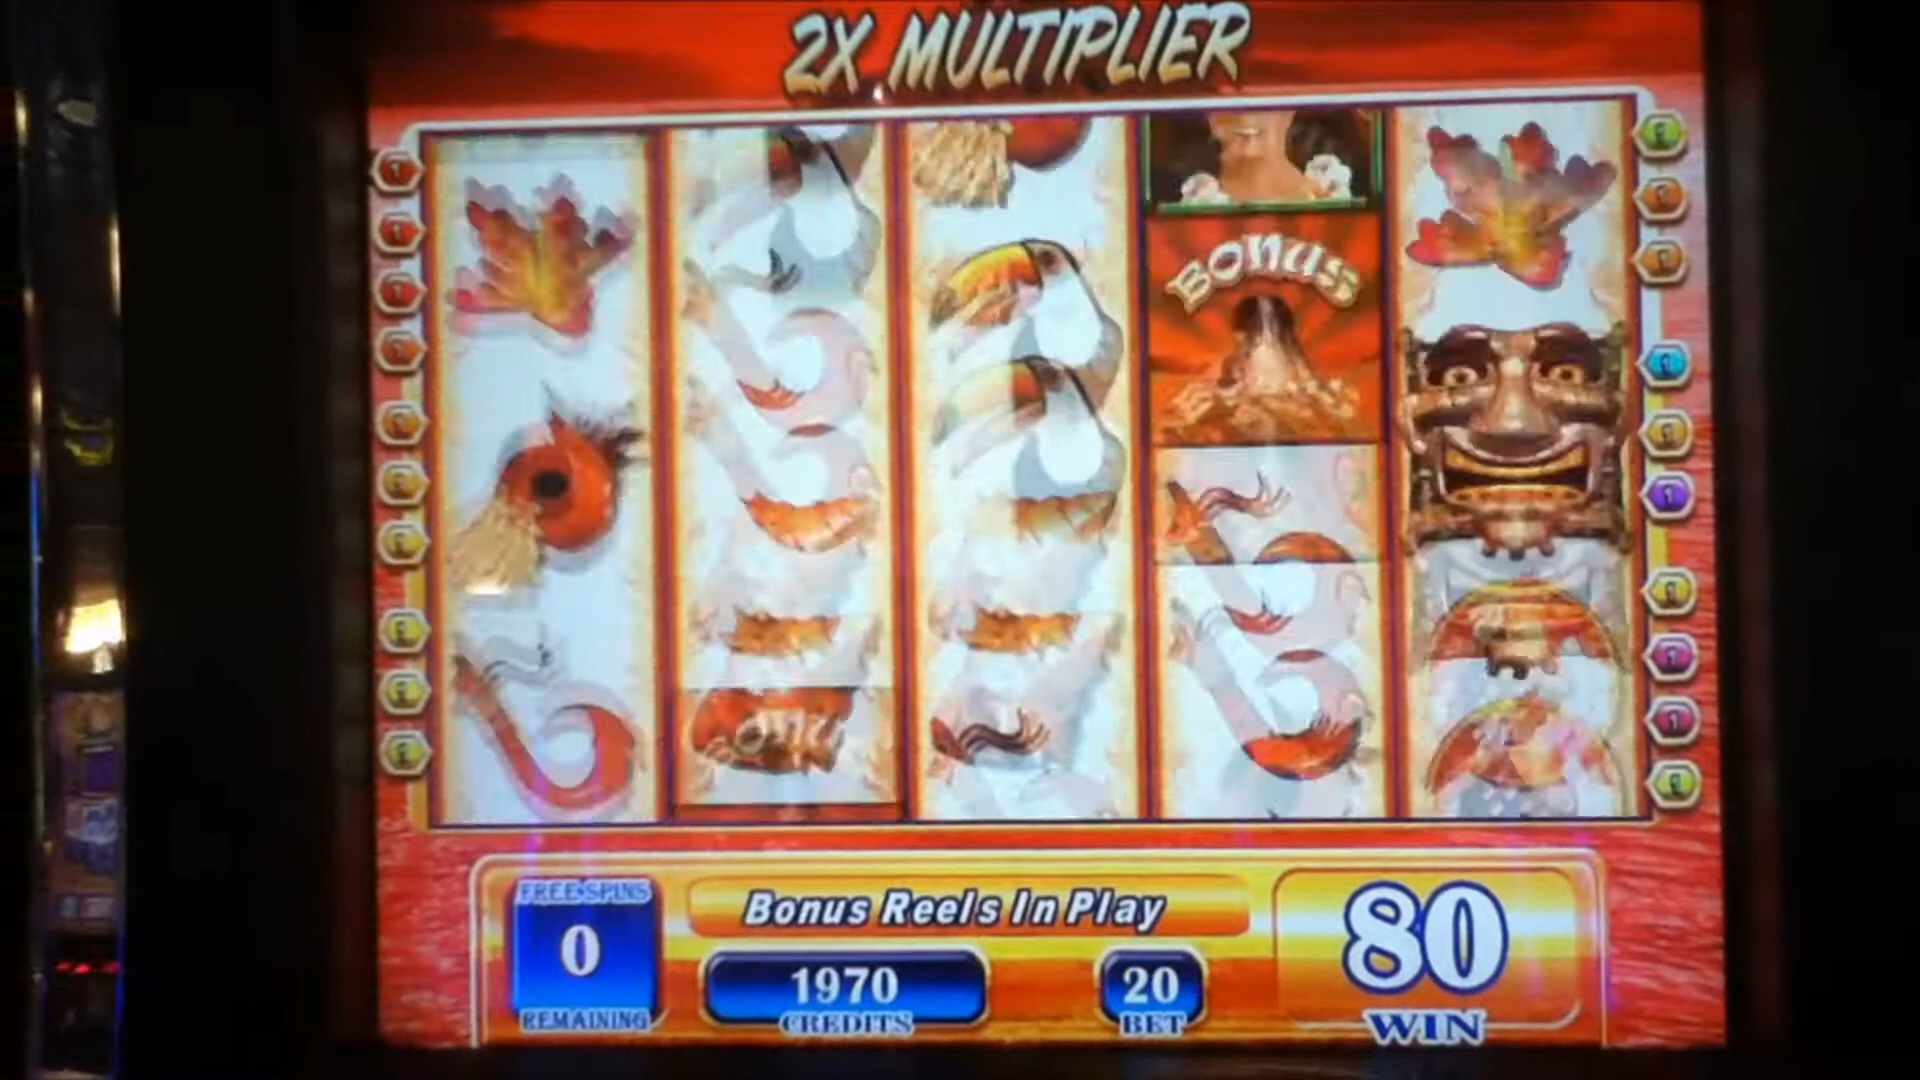 2X MULTIPLIER
BONUS
FREE SPINS
0
REMAINING
Bonus Reels In Play
1970
CREDITS
20
BET
80
WIN